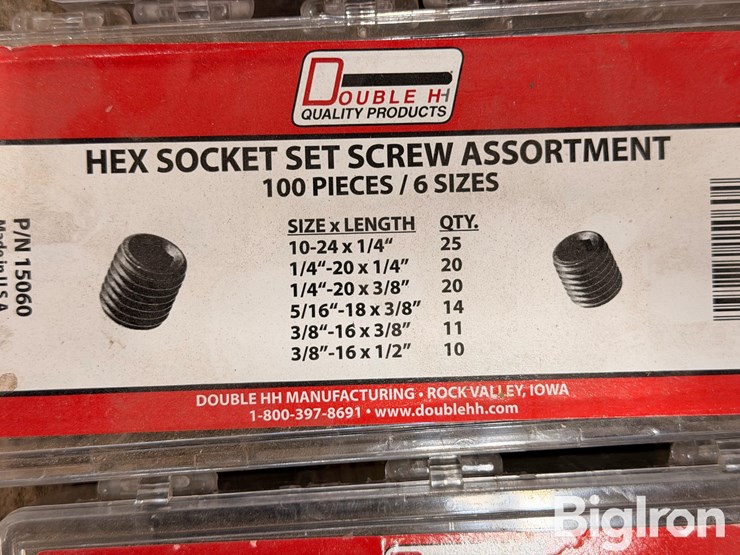 DOUBLE HH
QUALITY PRODUCTS
HEX SOCKET SET SCREW ASSORTMENT
100 PIECES / 6 SIZES
SIZE x LENGTH QTY.
10-24 x 1/4“ 25
1/4“-20 x 1/4” 20
1/4“-20 x 3/8” 20
5/16“-18 x 3/8” 14
3/8“-16 x 3/8” 11
3/8”-16 x 1/2” 10
P/N 15060
Made in U.S.A.
DOUBLE HH MANUFACTURING • ROCK VALLEY, IOWA
1-800-397-8691 • www.doublehh.com
BigIron